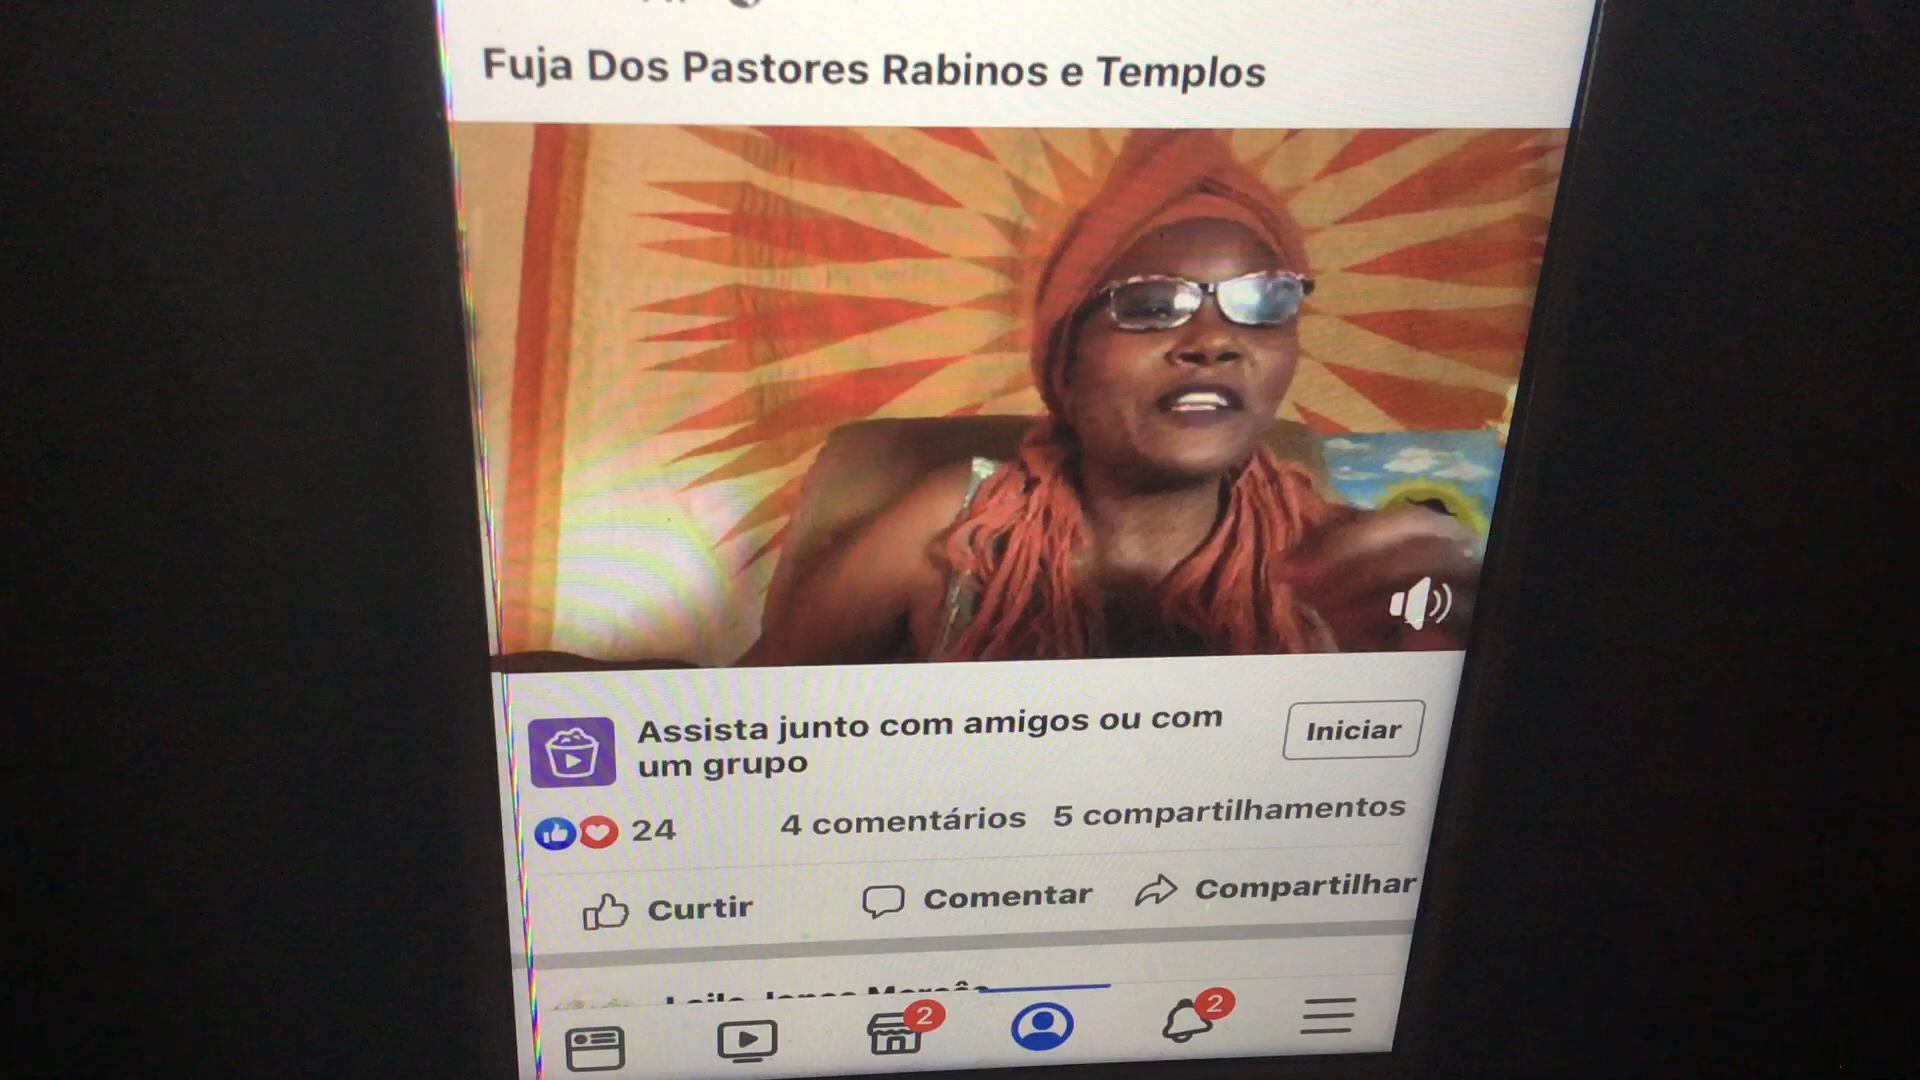 Fuja Dos Pastores Rabinos e Templos
Assista junto com amigos ou com
um grupo
Iniciar
24
4 comentários
5 compartilhamentos
Curtir
Comentar
Compartilhar
2
2